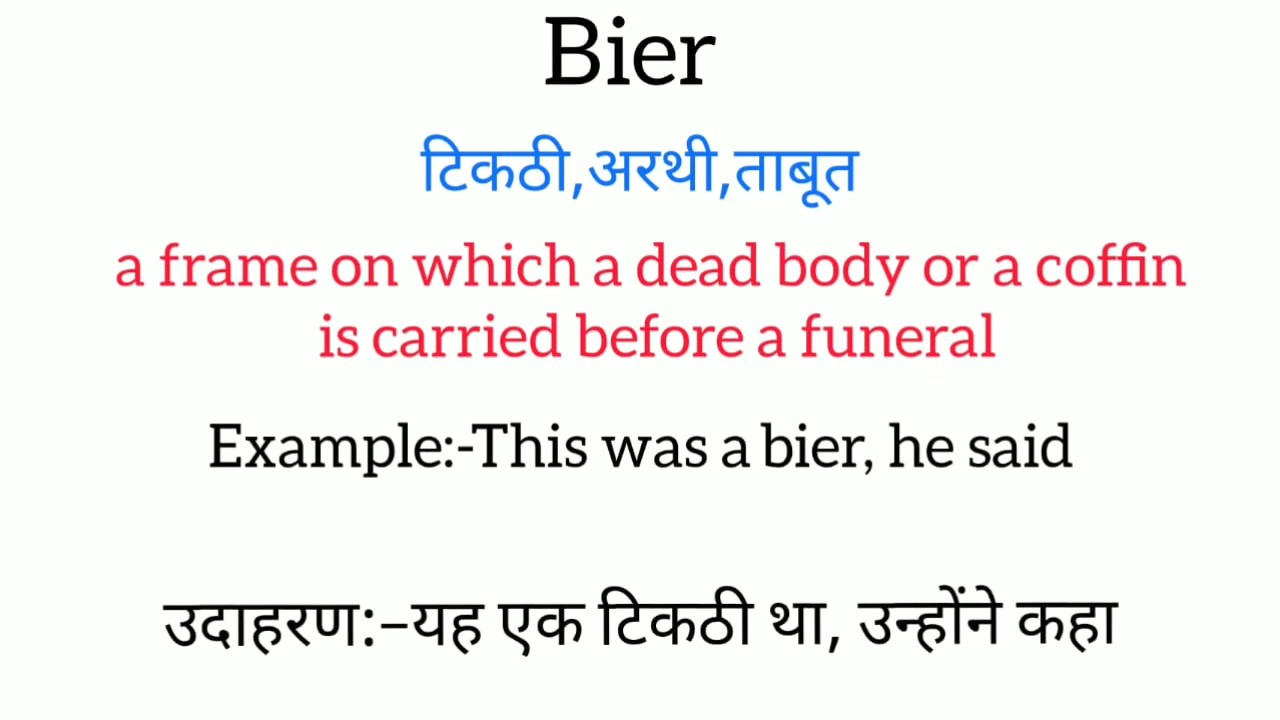 Bier
टिकठी,अरथी,ताबूत
a frame on which a dead body or a coffin
is carried before a funeral
Example:-This was a bier, he said
उदाहरण:–यह एक टिकठी था, उन्होंने कहा